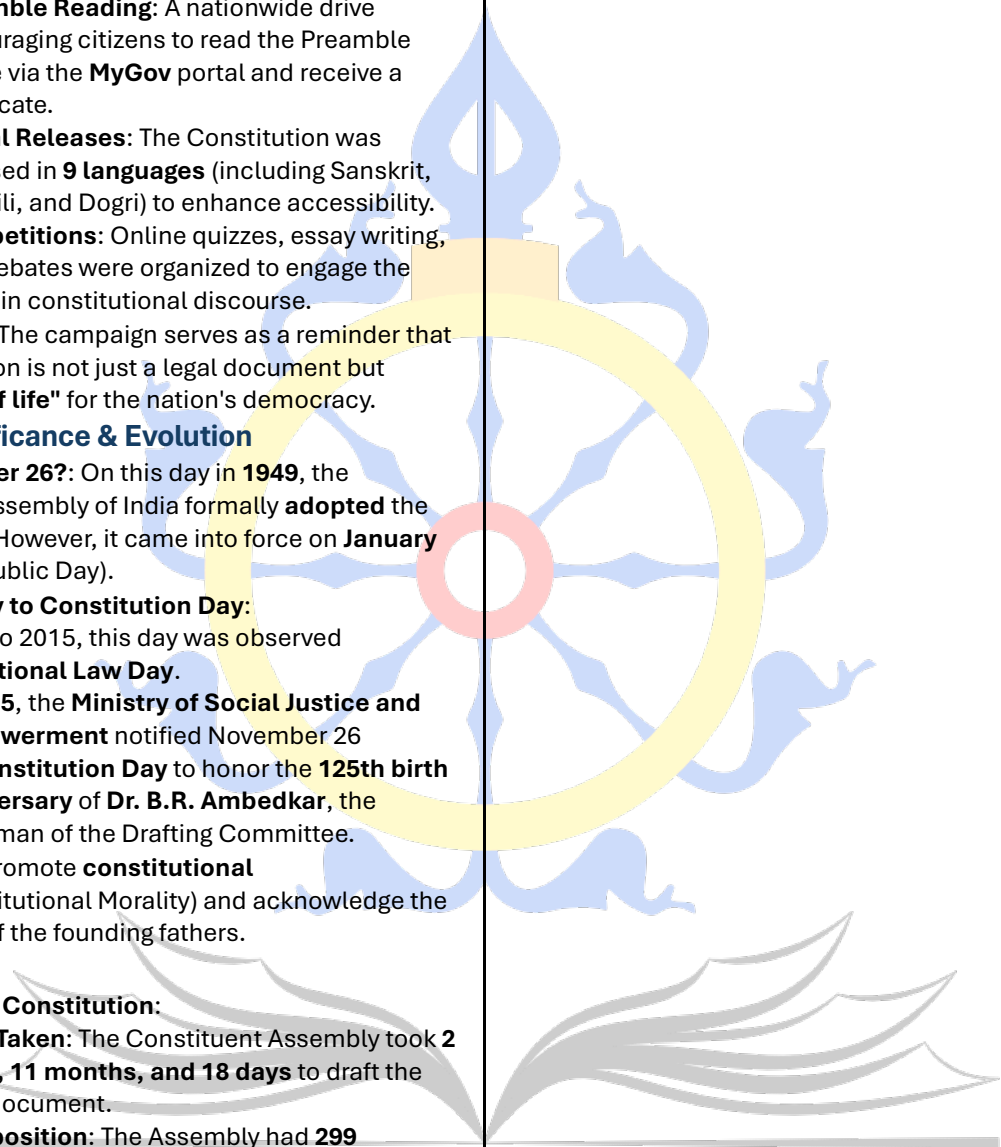 mble Reading: A nationwide drive
uraging citizens to read the Preamble
e via the MyGov portal and receive a
cate.
l Releases: The Constitution was
sed in 9 languages (including Sanskrit,
ili, and Dogri) to enhance accessibility.
petitions: Online quizzes, essay writing,
ebates were organized to engage the
in constitutional discourse.
The campaign serves as a reminder that
on is not just a legal document but
f life" for the nation's democracy.
ficance & Evolution
er 26?: On this day in 1949, the
ssembly of India formally adopted the
However, it came into force on January
ublic Day).
y to Constitution Day:
o 2015, this day was observed
tional Law Day.
5, the Ministry of Social Justice and
werment notified November 26
nstitution Day to honor the 125th birth
ersary of Dr. B.R. Ambedkar, the
man of the Drafting Committee.
romote constitutional
itutional Morality) and acknowledge the
f the founding fathers.
Constitution:
Taken: The Constituent Assembly took 2
, 11 months, and 18 days to draft the
ocument.
position: The Assembly had 299